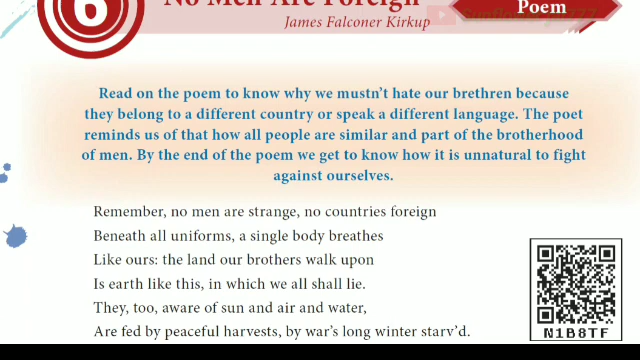 6
No Men Are Foreign
James Falconer Kirkup
Poem
Read on the poem to know why we mustn't hate our brethren because
they belong to a different country or speak a different language. The poet
reminds us of that how all people are similar and part of the brotherhood
of men. By the end of the poem we get to know how it is unnatural to fight
against ourselves.
Remember, no men are strange, no countries foreign
Beneath all uniforms, a single body breathes
Like ours: the land our brothers walk upon
Is earth like this, in which we all shall lie.
They, too, aware of sun and air and water,
Are fed by peaceful harvests, by war's long winter starv'd.
N1B8TF